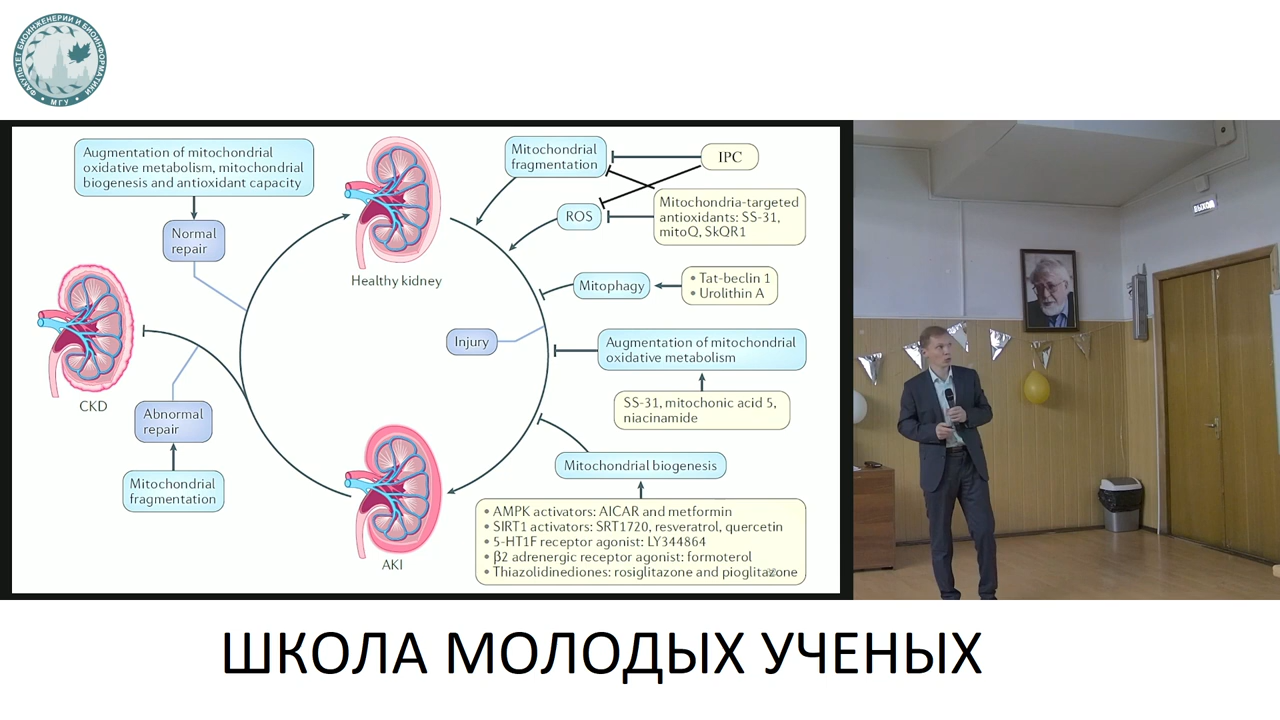 ФАКУЛЬТЕТ БИОИНЖЕНЕРИИ И БИОИНФОРМАТИКИ
МГУ
Augmentation of mitochondrial
oxidative metabolism, mitochondrial
biogenesis and antioxidant capacity
Normal
repair
Healthy kidney
Mitochondrial
fragmentation
IPC
ROS
Mitochondria-targeted
antioxidants: SS-31,
mitoQ, SkQR1
Mitophagy
• Tat-beclin 1
• Urolithin A
Injury
Augmentation of mitochondrial
oxidative metabolism
SS-31, mitochonic acid 5,
niacinamide
CKD
Abnormal
repair
Mitochondrial
fragmentation
AKI
Mitochondrial biogenesis
• AMPK activators: AICAR and metformin
• SIRT1 activators: SRT1720, resveratrol, quercetin
• 5-HT1F receptor agonist: LY344864
• β2 adrenergic receptor agonist: formoterol
• Thiazolidinediones: rosiglitazone and pioglitazone
ШКОЛА МОЛОДЫХ УЧЕНЫХ